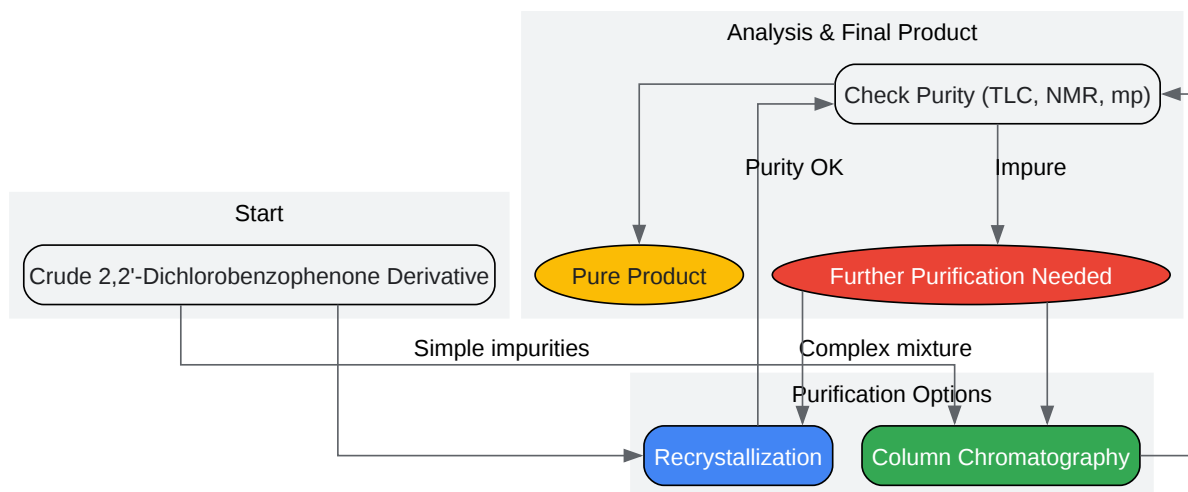 Analysis & Final Product
Check Purity (TLC, NMR, mp)
Purity OK
Impure
Start
Crude 2,2'-Dichlorobenzophenone Derivative
Pure Product
Further Purification Needed
Simple impurities
Complex mixture
Purification Options
Recrystallization
Column Chromatography